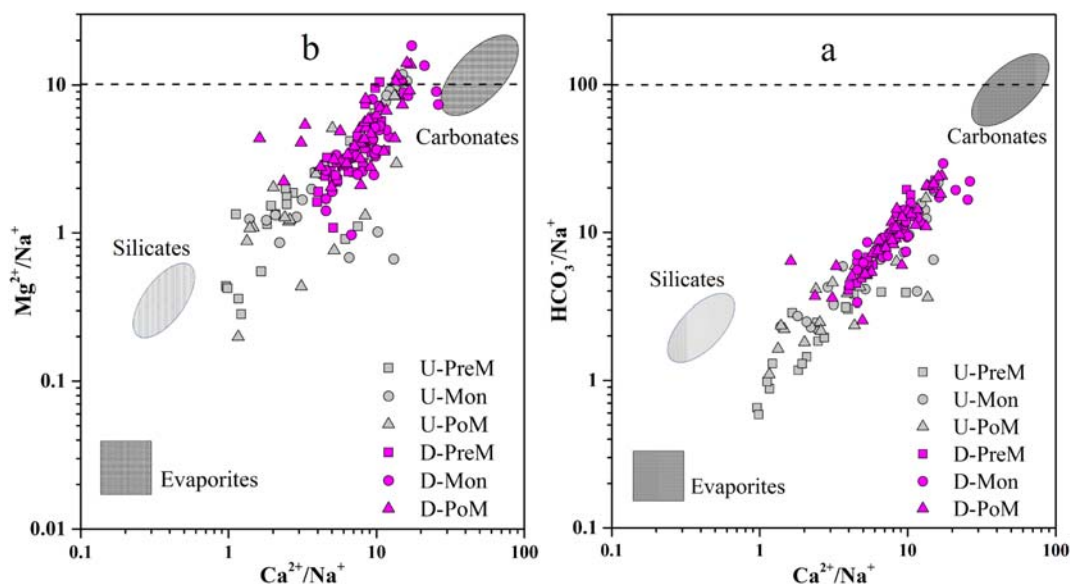 b
100
10
1
0.1
0.01
Mg²⁺/Na⁺
Carbonates
Silicates
Evaporites
U-PreM
U-Mon
U-PoM
D-PreM
D-Mon
D-PoM
0.1 1 10 100
Ca²⁺/Na⁺
a
100
10
1
0.1
HCO₃⁻/Na⁺
Carbonates
Silicates
Evaporites
U-PreM
U-Mon
U-PoM
D-PreM
D-Mon
D-PoM
0.1 1 10 100
Ca²⁺/Na⁺